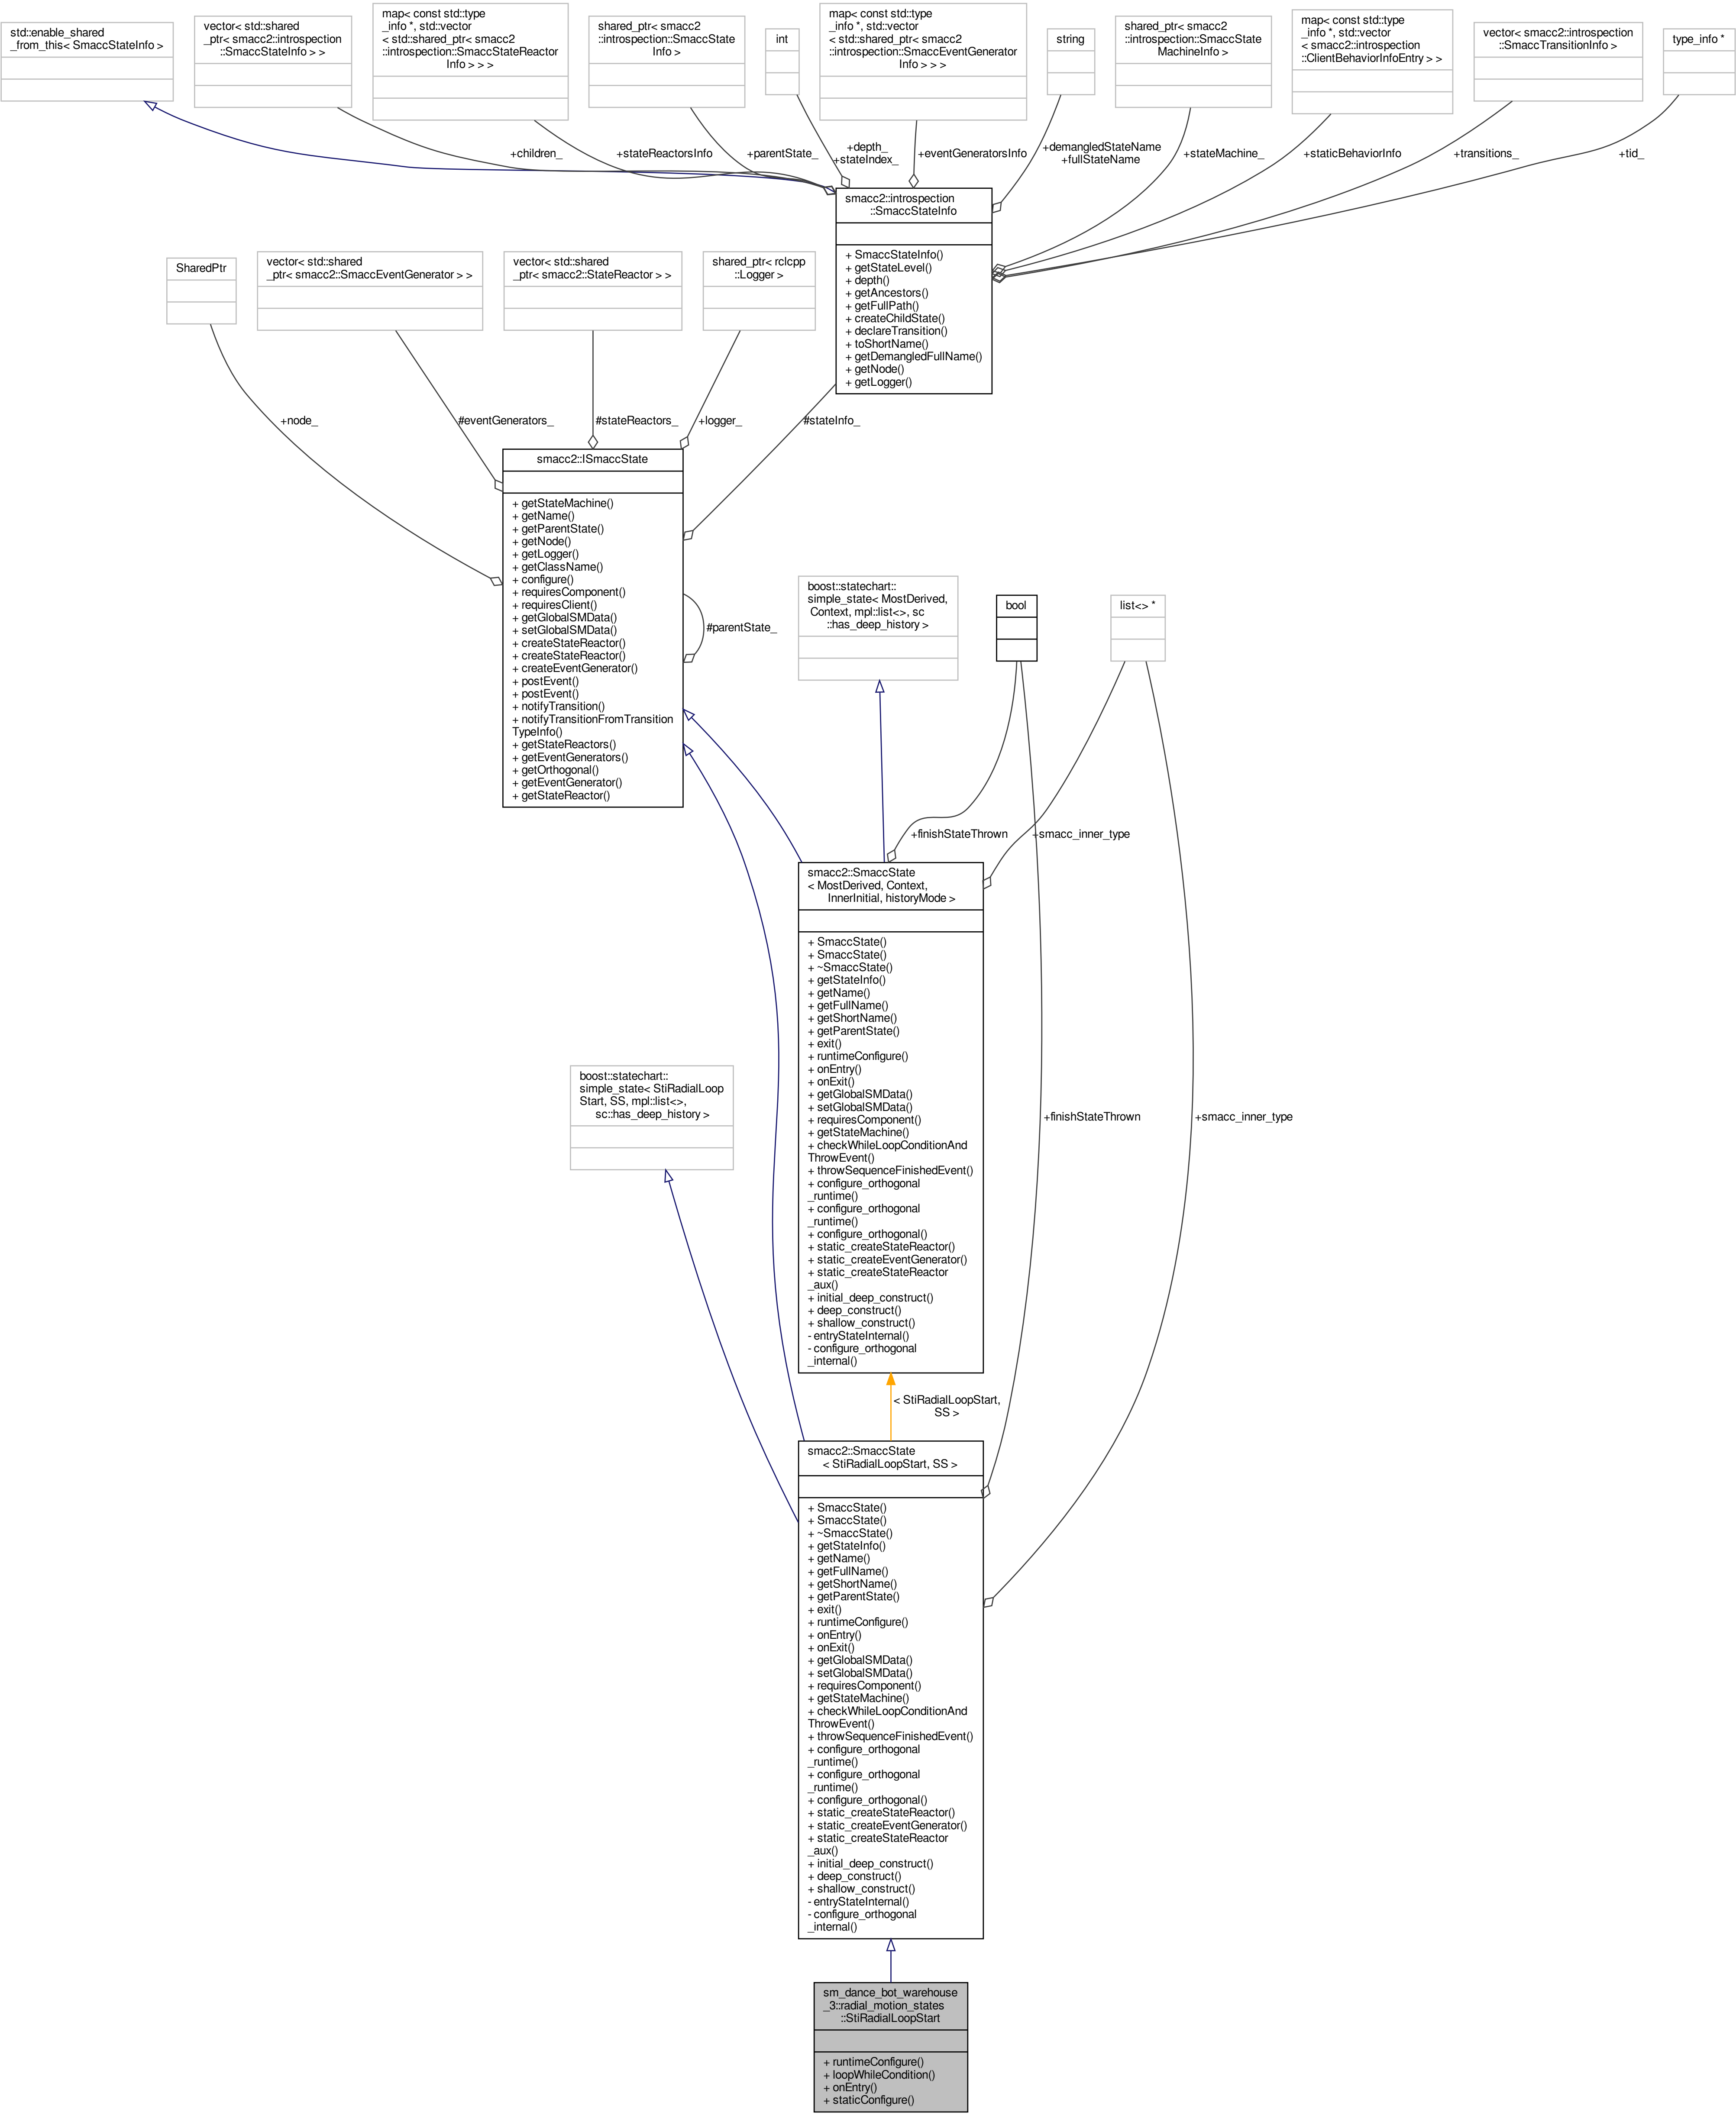 std::enable_shared
_from_this< SmaccStateInfo >
vector< std::shared
_ptr< smacc2::introspection
::SmaccStateInfo > >
map< const std::type
_info *, std::vector
< std::shared_ptr< smacc2
::introspection::SmaccStateReactor
Info > > >
shared_ptr< smacc2
::introspection::SmaccState
Info >
int
map< const std::type
_info *, std::vector
< std::shared_ptr< smacc2
::introspection::SmaccEventGenerator
Info > > >
string
shared_ptr< smacc2
::introspection::SmaccState
MachineInfo >
map< const std::type
_info *, std::vector
< smacc2::introspection
::ClientBehaviorInfoEntry > >
vector< smacc2::introspection
::SmaccTransitionInfo >
type_info *
+children_
+stateReactorsInfo
+parentState_
+depth_
+stateIndex_
+eventGeneratorsInfo
+demangledStateName
+fullStateName
+stateMachine_
+staticBehaviorInfo
+transitions_
+tid_
smacc2::introspection
::SmaccStateInfo
+ SmaccStateInfo()
+ getStateLevel()
+ depth()
+ getAncestors()
+ getFullPath()
+ createChildState()
+ declareTransition()
+ toShortName()
+ getDemangledFullName()
+ getNode()
+ getLogger()
SharedPtr
vector< std::shared
_ptr< smacc2::SmaccEventGenerator > >
vector< std::shared
_ptr< smacc2::StateReactor > >
shared_ptr< rclcpp
::Logger >
+node_
#eventGenerators_
#stateReactors_
+logger_
#stateInfo_
smacc2::ISmaccState
+ getStateMachine()
+ getName()
+ getParentState()
+ getNode()
+ getLogger()
+ getClassName()
+ configure()
+ requiresComponent()
+ requiresClient()
+ getGlobalSMData()
+ setGlobalSMData()
+ createStateReactor()
+ createStateReactor()
+ createEventGenerator()
+ postEvent()
+ postEvent()
+ notifyTransition()
+ notifyTransitionFromTransition
TypeInfo()
+ getStateReactors()
+ getEventGenerators()
+ getOrthogonal()
+ getEventGenerator()
+ getStateReactor()
#parentState_
boost::statechart::
simple_state< MostDerived,
Context, mpl::list<>, sc
::has_deep_history >
bool
list<> *
+finishStateThrown
+smacc_inner_type
smacc2::SmaccState
< MostDerived, Context,
InnerInitial, historyMode >
+ SmaccState()
+ SmaccState()
+ ~SmaccState()
+ getStateInfo()
+ getName()
+ getFullName()
+ getShortName()
+ getParentState()
+ exit()
+ runtimeConfigure()
+ onEntry()
+ onExit()
+ getGlobalSMData()
+ setGlobalSMData()
+ requiresComponent()
+ getStateMachine()
+ checkWhileLoopConditionAnd
ThrowEvent()
+ throwSequenceFinishedEvent()
+ configure_orthogonal
_runtime()
+ configure_orthogonal
_runtime()
+ configure_orthogonal()
+ static_createStateReactor()
+ static_createEventGenerator()
+ static_createStateReactor
_aux()
+ initial_deep_construct()
+ deep_construct()
+ shallow_construct()
- entryStateInternal()
- configure_orthogonal
_internal()
boost::statechart::
simple_state< StiRadialLoop
Start, SS, mpl::list<>,
sc::has_deep_history >
+finishStateThrown
+smacc_inner_type
< StiRadialLoopStart,
SS >
smacc2::SmaccState
< StiRadialLoopStart, SS >
+ SmaccState()
+ SmaccState()
+ ~SmaccState()
+ getStateInfo()
+ getName()
+ getFullName()
+ getShortName()
+ getParentState()
+ exit()
+ runtimeConfigure()
+ onEntry()
+ onExit()
+ getGlobalSMData()
+ setGlobalSMData()
+ requiresComponent()
+ getStateMachine()
+ checkWhileLoopConditionAnd
ThrowEvent()
+ throwSequenceFinishedEvent()
+ configure_orthogonal
_runtime()
+ configure_orthogonal
_runtime()
+ configure_orthogonal()
+ static_createStateReactor()
+ static_createEventGenerator()
+ static_createStateReactor
_aux()
+ initial_deep_construct()
+ deep_construct()
+ shallow_construct()
- entryStateInternal()
- configure_orthogonal
_internal()
sm_dance_bot_warehouse
_3::radial_motion_states
::StiRadialLoopStart
+ runtimeConfigure()
+ loopWhileCondition()
+ onEntry()
+ staticConfigure()